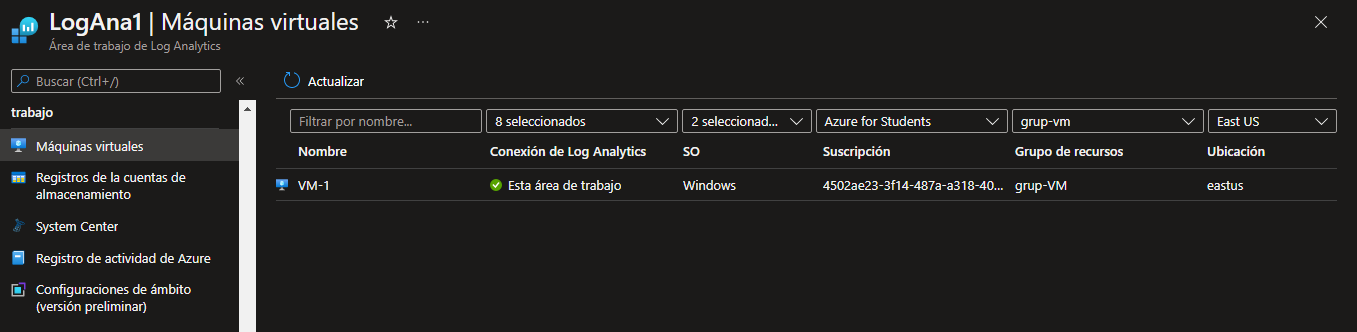 LogAna1 | Máquinas virtuales ☆ ···
Área de trabajo de Log Analytics
Buscar (Ctrl+/) «
trabajo
Máquinas virtuales
Registros de la cuentas de
almacenamiento
System Center
Registro de actividad de Azure
Configuraciones de ámbito
(versión preliminar)
Actualizar
Filtrar por nombre... 8 seleccionados 2 seleccionad... Azure for Students grup-vm East US
Nombre Conexión de Log Analytics SO Suscripción Grupo de recursos Ubicación
VM-1 Esta área de trabajo Windows 4502ae23-3f14-487a-a318-40... grup-VM eastus